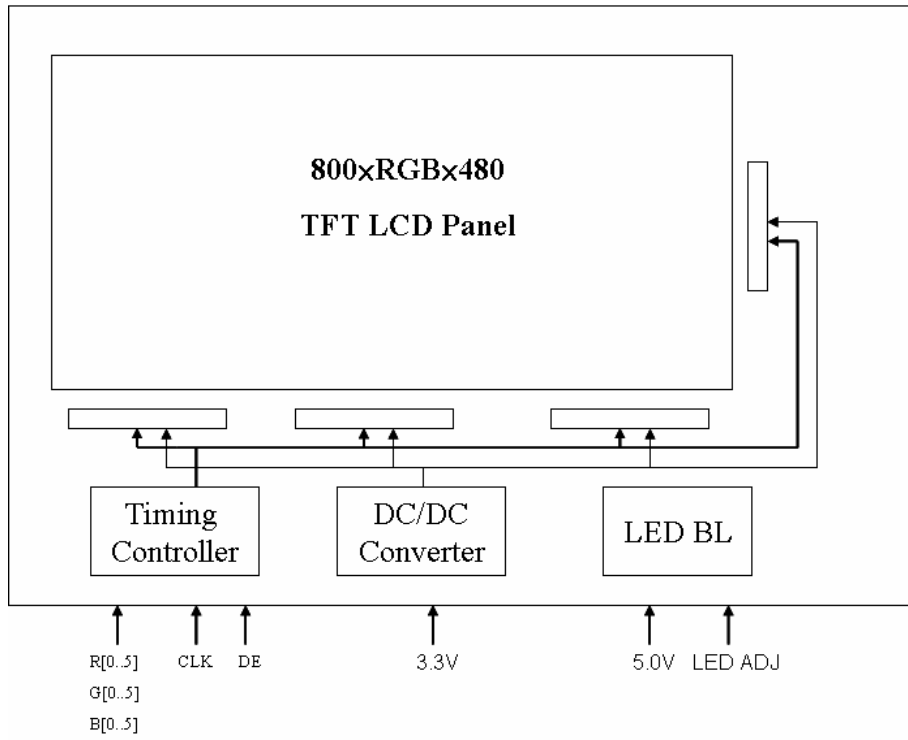 800xRGBx480
TFT LCD Panel
Timing
Controller
DC/DC
Converter
LED BL
R[0..5]
G[0..5]
B[0..5]
CLK
DE
3.3V
5.0V
LED ADJ